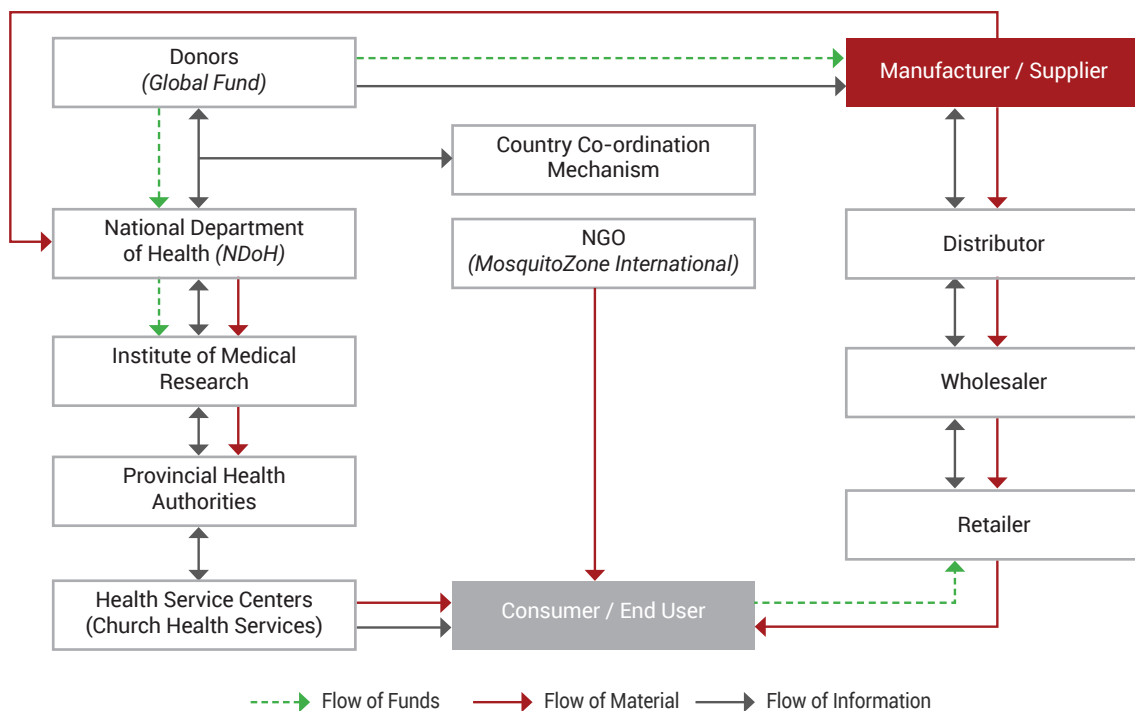 Donors
(Global Fund)
Manufacturer / Supplier
Country Co-ordination
Mechanism
National Department
of Health (NDoH)
NGO
(MosquitoZone International)
Distributor
Institute of Medical
Research
Wholesaler
Provincial Health
Authorities
Retailer
Health Service Centers
(Church Health Services)
Consumer / End User
Flow of Funds
Flow of Material
Flow of Information